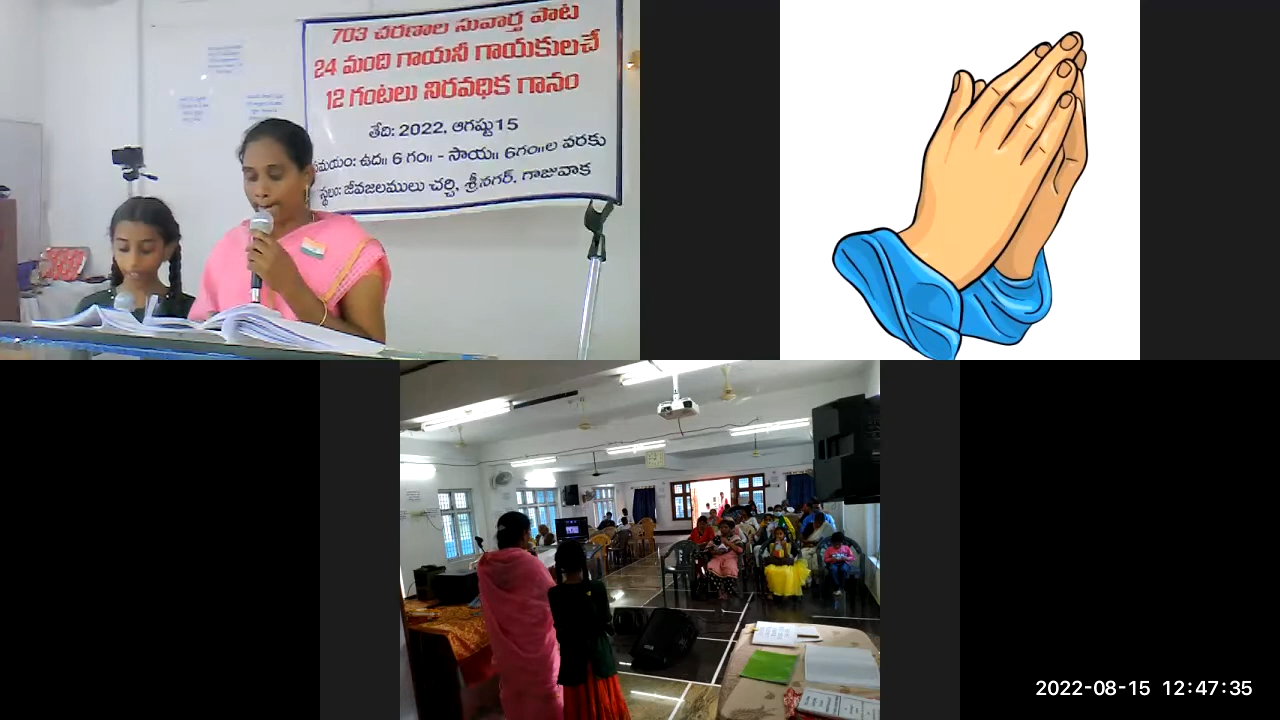 703 చరణాల సువార్త పాట
24 మంది గాయనీ గాయకులచే
12 గంటలు నిరవధిక గానం
తేది: 2022, ఆగష్టు 15
సమయం: ఉద॥ 6 గం॥ - సాయ॥ 6గం॥ల వరకు
స్థలం: జీవజలములు చర్చి, శ్రీనగర్, గాజువాక
2022-08-15 12:47:35